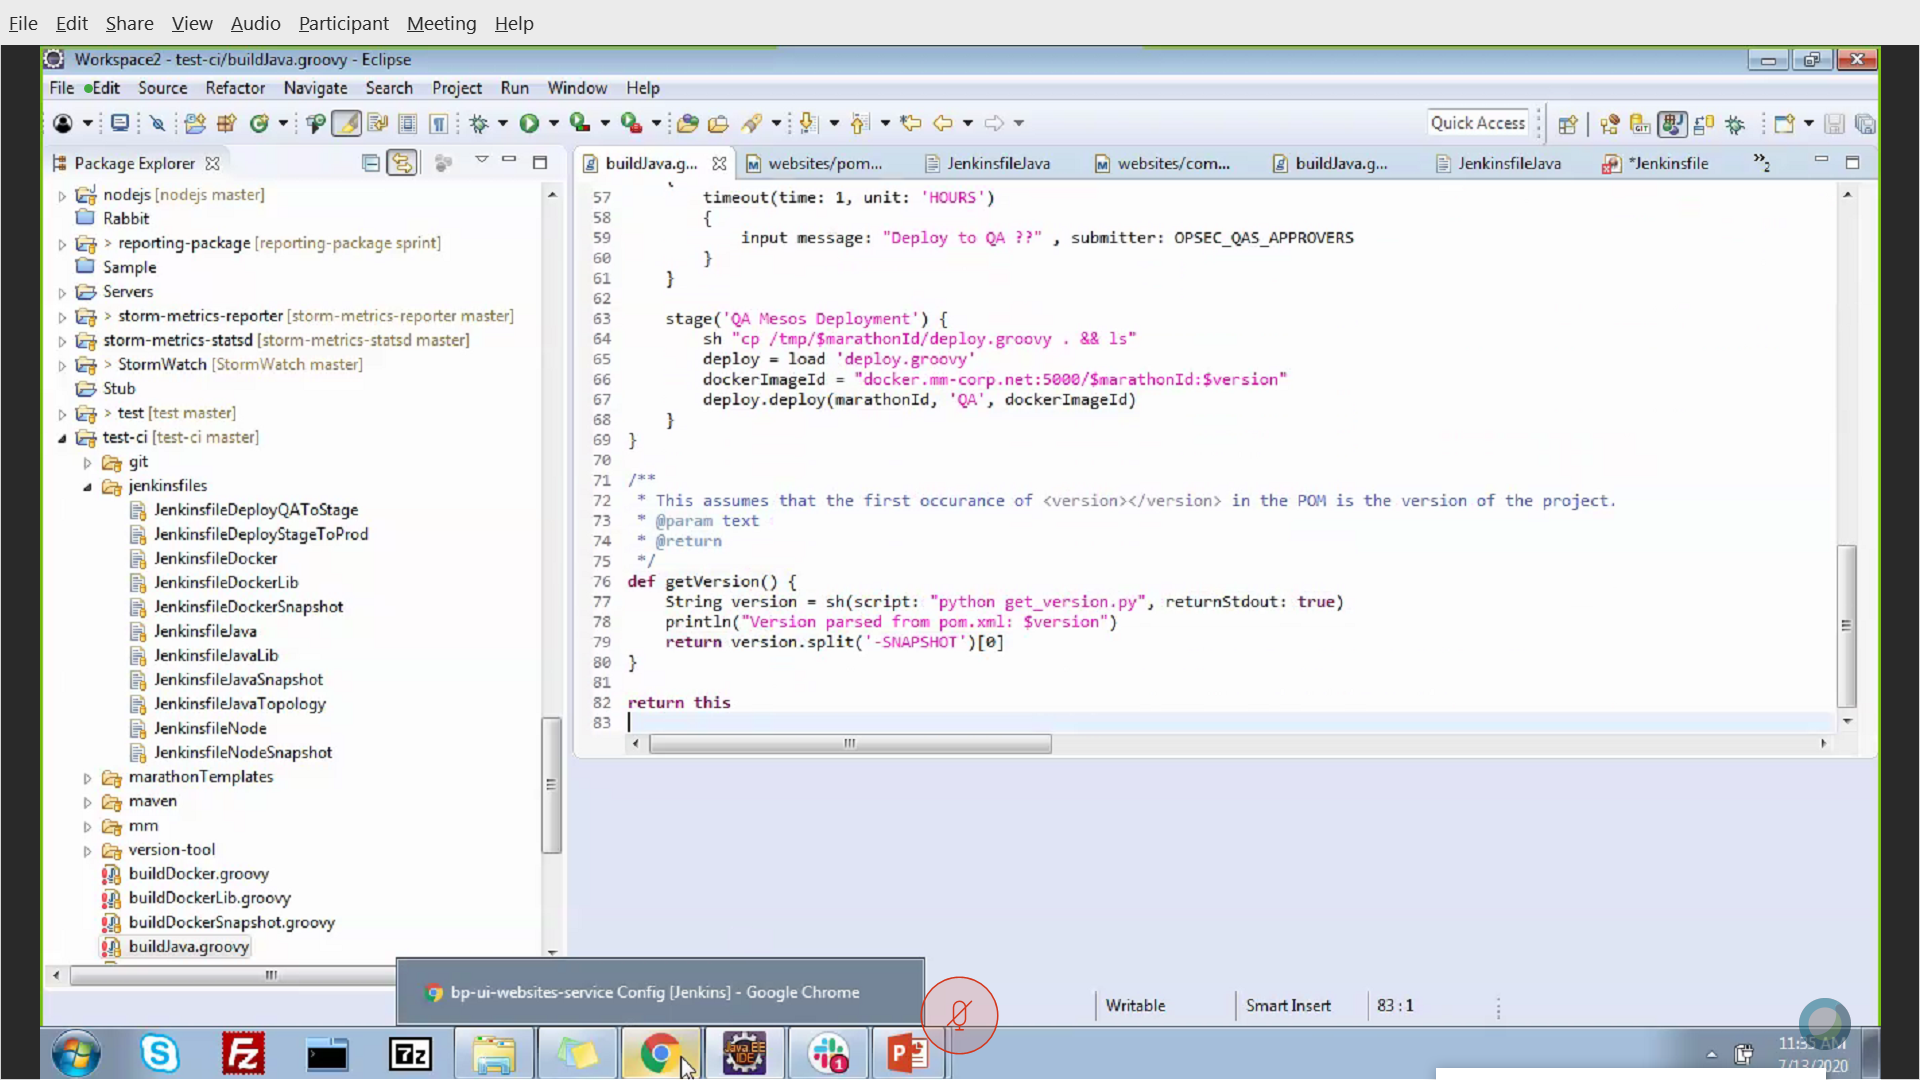 File Edit Share View Audio Participant Meeting Help
Workspace2 - test-ci/buildJava.groovy - Eclipse
File Edit Source Refactor Navigate Search Project Run Window Help
Quick Access
Package Explorer
buildJava.g... websites/pom... JenkinsfileJava websites/com... buildJava.g... JenkinsfileJava *Jenkinsfile »2
nodejs [nodejs master]
Rabbit
> reporting-package [reporting-package sprint]
Sample
Servers
> storm-metrics-reporter [storm-metrics-reporter master]
storm-metrics-statsd [storm-metrics-statsd master]
> StormWatch [StormWatch master]
Stub
> test [test master]
test-ci [test-ci master]
git
jenkinsfiles
JenkinsfileDeployQAToStage
JenkinsfileDeployStageToProd
JenkinsfileDocker
JenkinsfileDockerLib
JenkinsfileDockerSnapshot
JenkinsfileJava
JenkinsfileJavaLib
JenkinsfileJavaSnapshot
JenkinsfileJavaTopology
JenkinsfileNode
JenkinsfileNodeSnapshot
marathonTemplates
maven
mm
version-tool
buildDocker.groovy
buildDockerLib.groovy
buildDockerSnapshot.groovy
buildJava.groovy
57 timeout(time: 1, unit: 'HOURS')
58 {
59 input message: "Deploy to QA ??" , submitter: OPSEC_QAS_APPROVERS
60 }
61 }
62
63 stage('QA Mesos Deployment') {
64 sh "cp /tmp/$marathonId/deploy.groovy . && ls"
65 deploy = load 'deploy.groovy'
66 dockerImageId = "docker.mm-corp.net:5000/$marathonId:$version"
67 deploy.deploy(marathonId, 'QA', dockerImageId)
68 }
69 }
70
71 /**
72 * This assumes that the first occurance of <version></version> in the POM is the version of the project.
73 * @param text
74 * @return
75 */
76 def getVersion() {
77 String version = sh(script: "python get_version.py", returnStdout: true)
78 println("Version parsed from pom.xml: $version")
79 return version.split('-SNAPSHOT')[0]
80 }
81
82 return this
83
bp-ui-websites-service Config [Jenkins] - Google Chrome
Writable Smart Insert 83 : 1
11:35 AM
7/13/2020